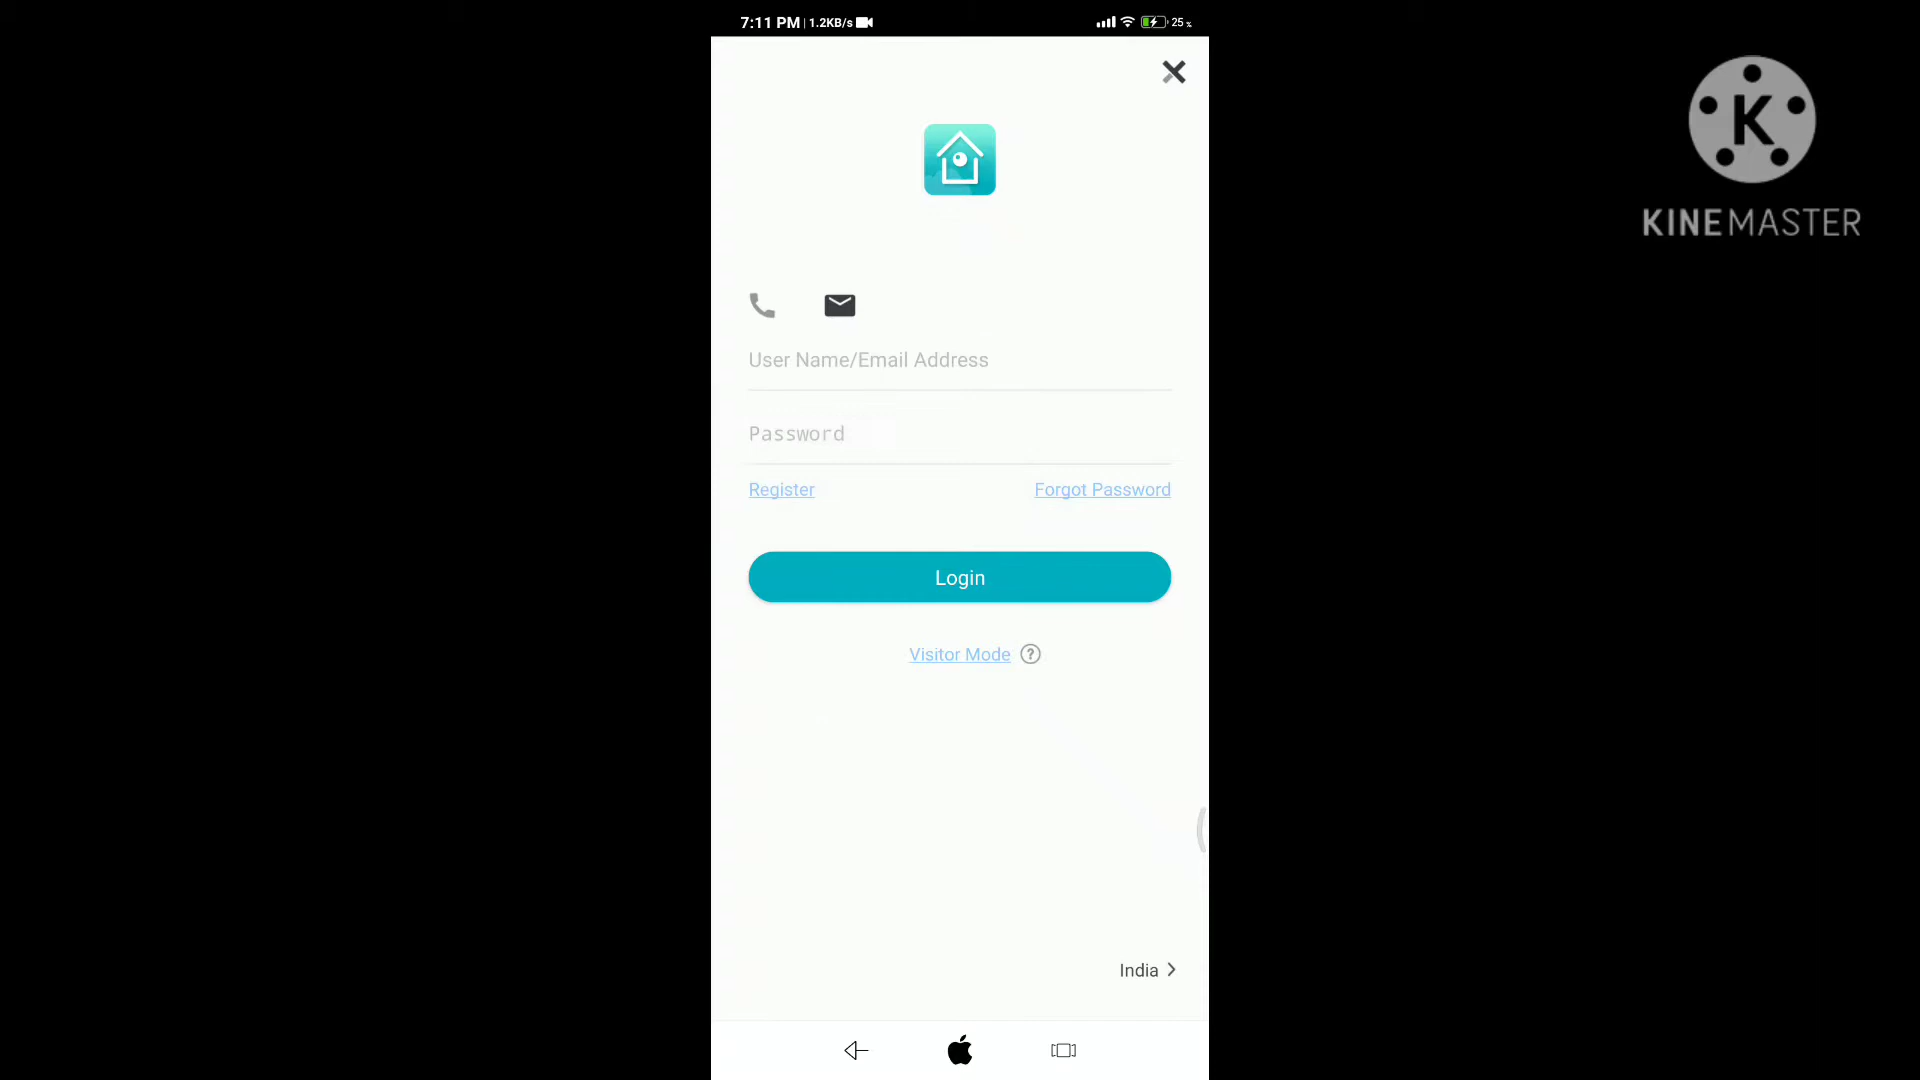 7:11 PM | 1.2KB/s 25%
K
KINEMASTER
User Name/Email Address
Password
Register Forgot Password
Login
Visitor Mode ?
India >